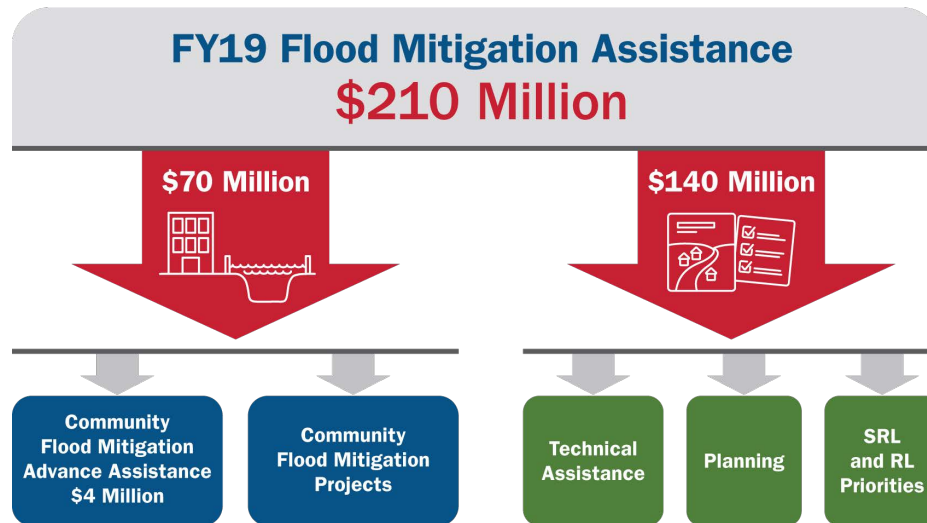 FY19 Flood Mitigation Assistance
$210 Million
$70 Million
$140 Million
Community
Flood Mitigation
Advance Assistance
$4 Million
Community
Flood Mitigation
Projects
Technical
Assistance
Planning
SRL
and RL
Priorities